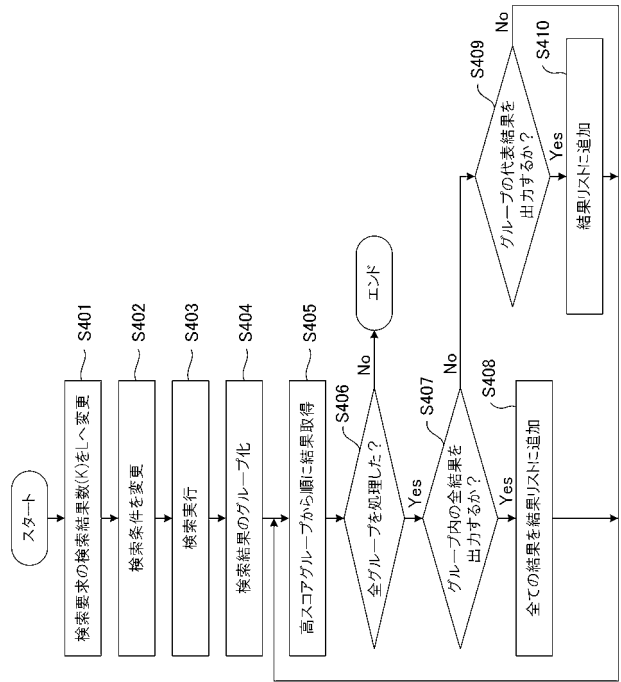 スタート
検索要求の検索結果数(K)をLへ変更
S401
検索条件を変更
S402
検索実行
S403
検索結果のグループ化
S404
高スコアグループから順に結果取得
S405
全グループを処理した？
S406
No
エンド
Yes
グループ内の全結果を
出力するか？
S407
No
Yes
全ての結果を結果リストに追加
S408
グループの代表結果を
出力するか？
S409
No
Yes
結果リストに追加
S410